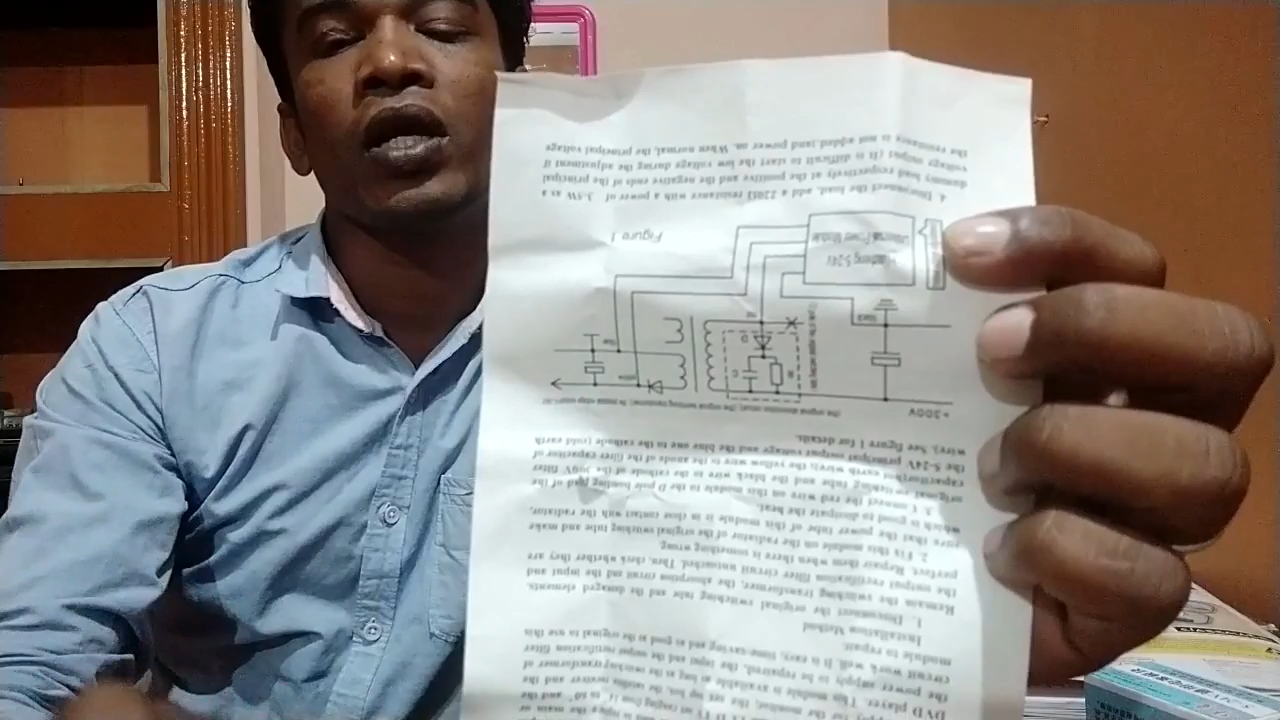 DVD player. This module is available as long as the switching transformer of
the power supply to be repaired, the input and the output rectification filter
circuit work well. It is easy, time-saving and as good as the original to use this
module to repair.
Installation Method
1. Disconnect the original switching tube and the damaged elements.
Remain the switching transformer, the absorption circuit and the input and
the output rectification filter circuit untouched. Then, check whether they are
perfect. Repair them when there is something wrong
2. Fix this module on the radiator of the original switching tube and make
sure that the power tube of this module is in close contact with the radiator,
which is good to dissipate the heat.
3. Connect the red wire on this module to the D pole bonding pad of the
original switching tube and the black wire to the cathode of the 300V filter
capacitor earth wire), the yellow wire to the anode of the filter capacitor of
the 5-24V principal output voltage and the blue one to the cathode (cold earth
wire). See figure 1 for details.
+300V
R
C
D
5-24V
Universal Power Module
Figure 1
4. Disconnect the load, add a 220Ω resistance with a power of 3-5W as a
dummy load respectively at the positive and the negative ends of the principal
voltage output (It is difficult to start the low voltage during the adjustment if
the resistance is not added )and power on. When normal, the principal voltage